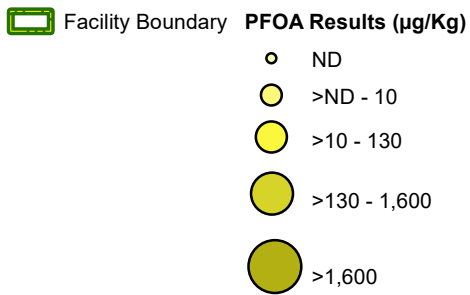 Facility Boundary PFOA Results (µg/Kg)
ND
>ND - 10
>10 - 130
>130 - 1,600
>1,600